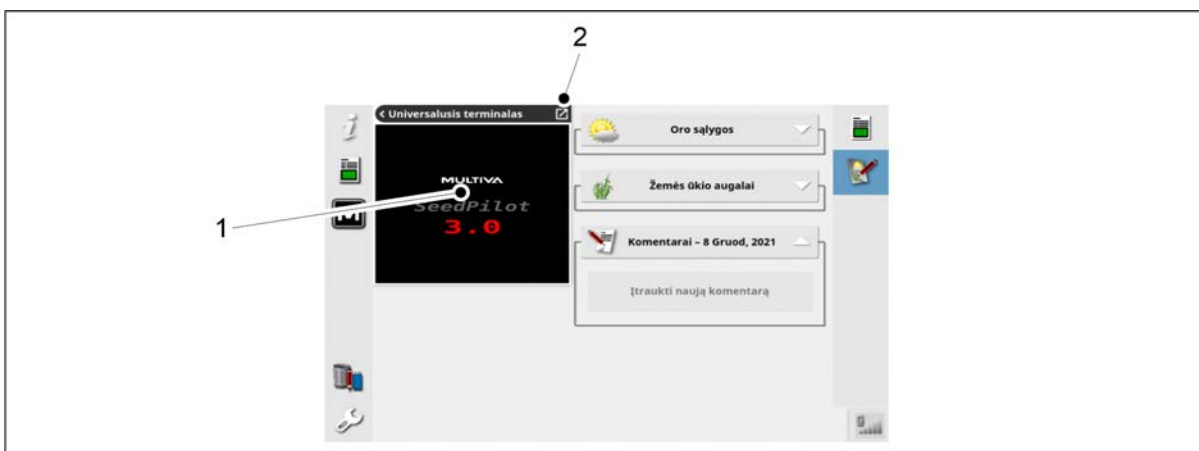 2
< Universalusis terminalas
Oro sąlygos
MULTIVA
SeedPilot
3.0
1
Žemės ūkio augalai
Komentarai – 8 Gruod, 2021
Įtraukti naują komentarą